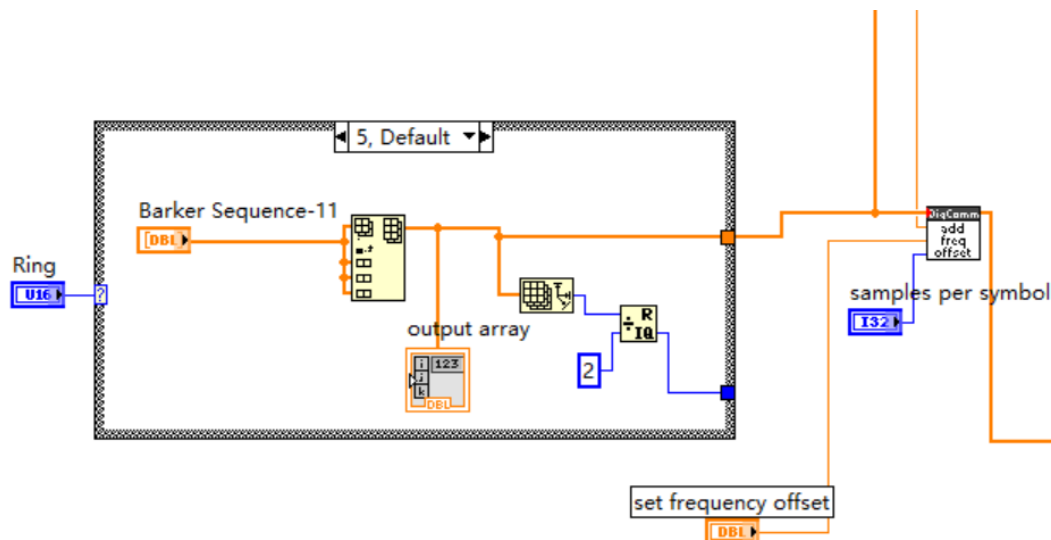 5, Default
Barker Sequence-11
[DBL]
Ring
U16
?
output array
i
j
k
123
DBL
R
IQ
2
DigComm
add
freq
offset
samples per symbol
I32
set frequency offset
DBL